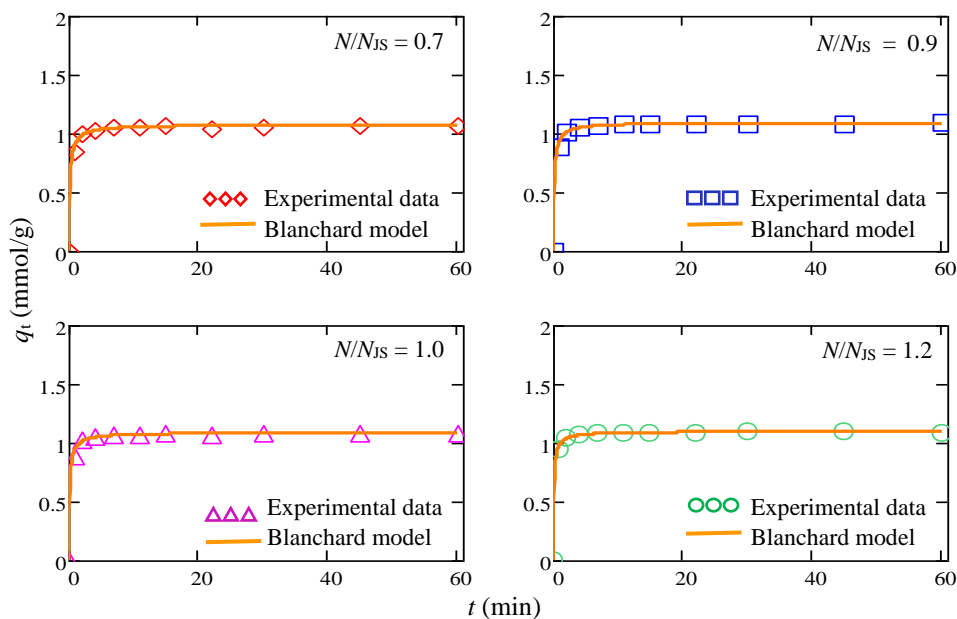 2
N/NJS = 0.7
1.5
1
0.5
Experimental data
Blanchard model
0
0
20
40
60
2
N/NJS = 0.9
1.5
1
0.5
Experimental data
Blanchard model
0
0
20
40
60
qt (mmol/g)
2
N/NJS = 1.0
1.5
1
0.5
Experimental data
Blanchard model
0
0
20
40
60
2
N/NJS = 1.2
1.5
1
0.5
Experimental data
Blanchard model
0
0
20
40
60
t (min)